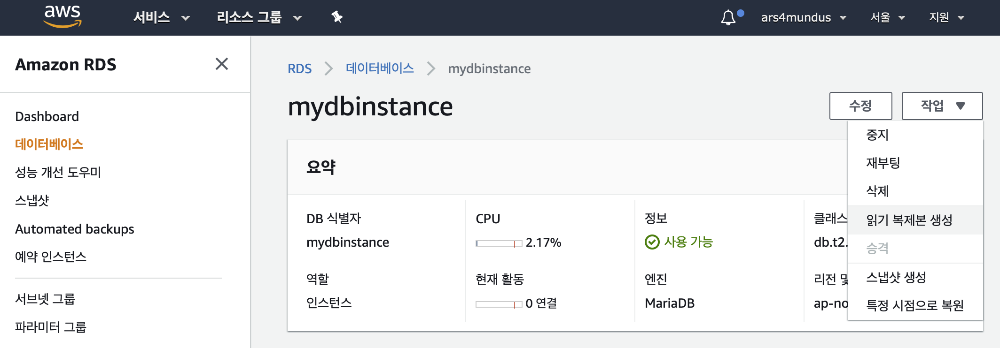 aws 서비스 리소스 그룹 ars4mundus 서울 지원
Amazon RDS
Dashboard
데이터베이스
성능 개선 도우미
스냅샷
Automated backups
예약 인스턴스
서브넷 그룹
파라미터 그룹
RDS 데이터베이스 mydbinstance
mydbinstance
수정 작업
중지
재부팅
삭제
읽기 복제본 생성
승격
스냅샷 생성
특정 시점으로 복원
요약
DB 식별자
mydbinstance
CPU
2.17%
정보
사용 가능
클래스
db.t2.
역할
인스턴스
현재 활동
0 연결
엔진
MariaDB
리전 및
ap-no